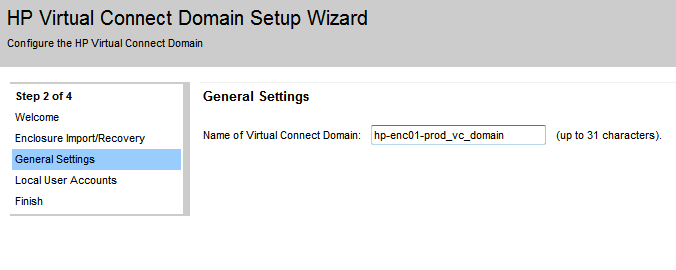 HP Virtual Connect Domain Setup Wizard
Configure the HP Virtual Connect Domain
Step 2 of 4
Welcome
Enclosure Import/Recovery
General Settings
Local User Accounts
Finish
General Settings
Name of Virtual Connect Domain: hp-enc01-prod_vc_domain (up to 31 characters).